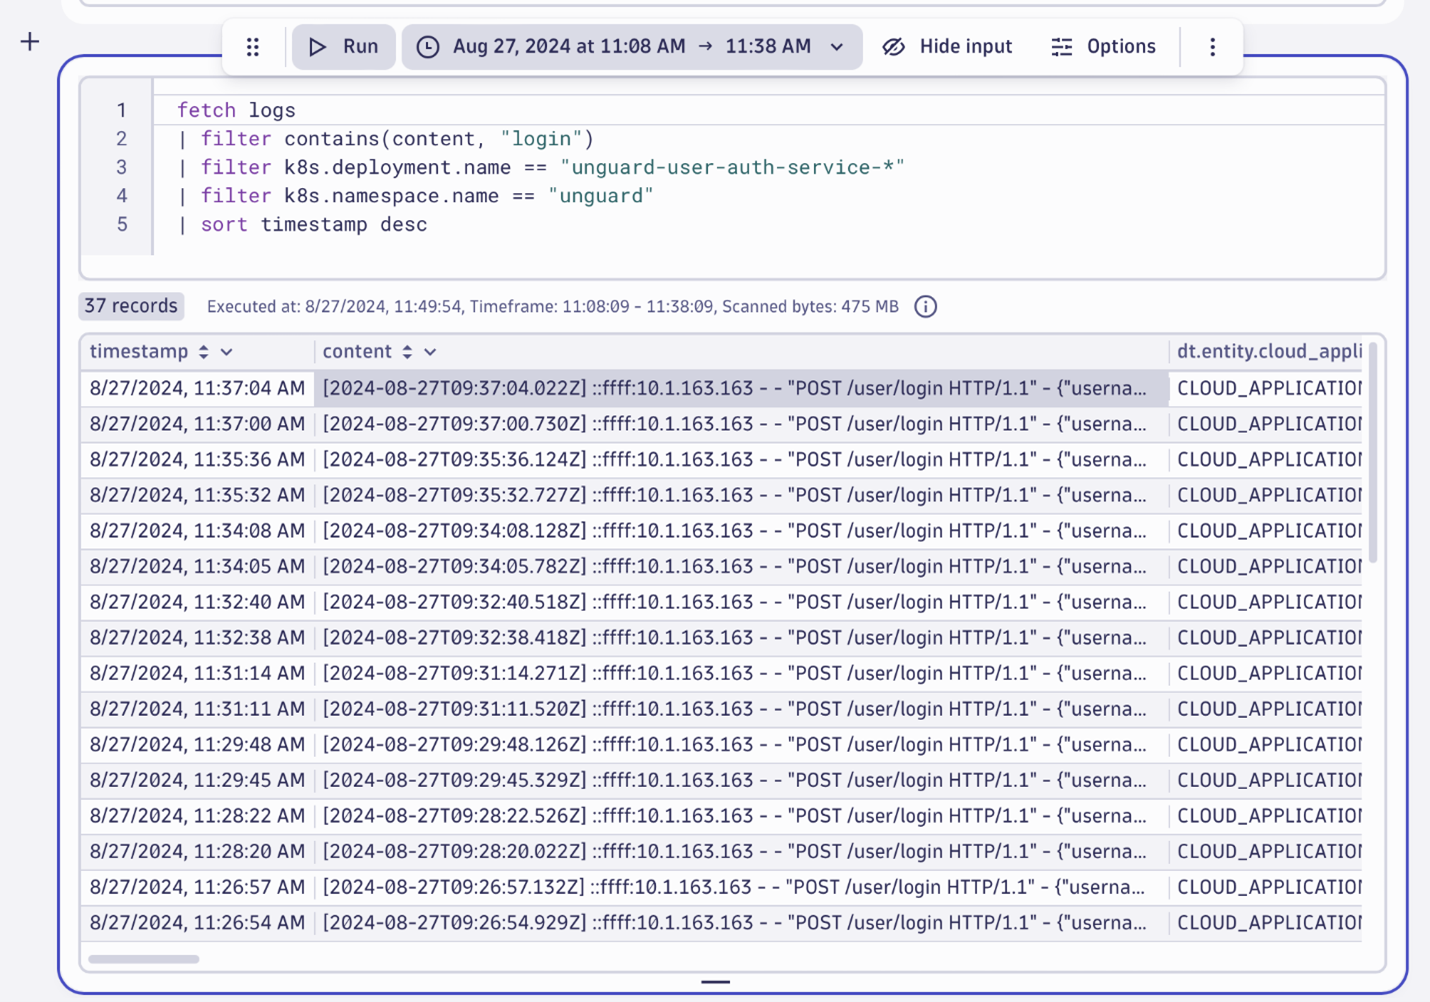 Run Aug 27, 2024 at 11:08 AM → 11:38 AM Hide input Options
1 fetch logs
2 | filter contains(content, "login")
3 | filter k8s.deployment.name == "unguard-user-auth-service-*"
4 | filter k8s.namespace.name == "unguard"
5 | sort timestamp desc
37 records Executed at: 8/27/2024, 11:49:54, Timeframe: 11:08:09 - 11:38:09, Scanned bytes: 475 MB
timestamp content dt.entity.cloud_appli
8/27/2024, 11:37:04 AM [2024-08-27T09:37:04.022Z] ::ffff:10.1.163.163 - - "POST /user/login HTTP/1.1" - {"userna... CLOUD_APPLICATION
8/27/2024, 11:37:00 AM [2024-08-27T09:37:00.730Z] ::ffff:10.1.163.163 - - "POST /user/login HTTP/1.1" - {"userna... CLOUD_APPLICATION
8/27/2024, 11:35:36 AM [2024-08-27T09:35:36.124Z] ::ffff:10.1.163.163 - - "POST /user/login HTTP/1.1" - {"userna... CLOUD_APPLICATION
8/27/2024, 11:35:32 AM [2024-08-27T09:35:32.727Z] ::ffff:10.1.163.163 - - "POST /user/login HTTP/1.1" - {"userna... CLOUD_APPLICATION
8/27/2024, 11:34:08 AM [2024-08-27T09:34:08.128Z] ::ffff:10.1.163.163 - - "POST /user/login HTTP/1.1" - {"userna... CLOUD_APPLICATION
8/27/2024, 11:34:05 AM [2024-08-27T09:34:05.782Z] ::ffff:10.1.163.163 - - "POST /user/login HTTP/1.1" - {"userna... CLOUD_APPLICATION
8/27/2024, 11:32:40 AM [2024-08-27T09:32:40.518Z] ::ffff:10.1.163.163 - - "POST /user/login HTTP/1.1" - {"userna... CLOUD_APPLICATION
8/27/2024, 11:32:38 AM [2024-08-27T09:32:38.418Z] ::ffff:10.1.163.163 - - "POST /user/login HTTP/1.1" - {"userna... CLOUD_APPLICATION
8/27/2024, 11:31:14 AM [2024-08-27T09:31:14.271Z] ::ffff:10.1.163.163 - - "POST /user/login HTTP/1.1" - {"userna... CLOUD_APPLICATION
8/27/2024, 11:31:11 AM [2024-08-27T09:31:11.520Z] ::ffff:10.1.163.163 - - "POST /user/login HTTP/1.1" - {"userna... CLOUD_APPLICATION
8/27/2024, 11:29:48 AM [2024-08-27T09:29:48.126Z] ::ffff:10.1.163.163 - - "POST /user/login HTTP/1.1" - {"userna... CLOUD_APPLICATION
8/27/2024, 11:29:45 AM [2024-08-27T09:29:45.329Z] ::ffff:10.1.163.163 - - "POST /user/login HTTP/1.1" - {"userna... CLOUD_APPLICATION
8/27/2024, 11:28:22 AM [2024-08-27T09:28:22.526Z] ::ffff:10.1.163.163 - - "POST /user/login HTTP/1.1" - {"userna... CLOUD_APPLICATION
8/27/2024, 11:28:20 AM [2024-08-27T09:28:20.022Z] ::ffff:10.1.163.163 - - "POST /user/login HTTP/1.1" - {"userna... CLOUD_APPLICATION
8/27/2024, 11:26:57 AM [2024-08-27T09:26:57.132Z] ::ffff:10.1.163.163 - - "POST /user/login HTTP/1.1" - {"userna... CLOUD_APPLICATION
8/27/2024, 11:26:54 AM [2024-08-27T09:26:54.929Z] ::ffff:10.1.163.163 - - "POST /user/login HTTP/1.1" - {"userna... CLOUD_APPLICATION